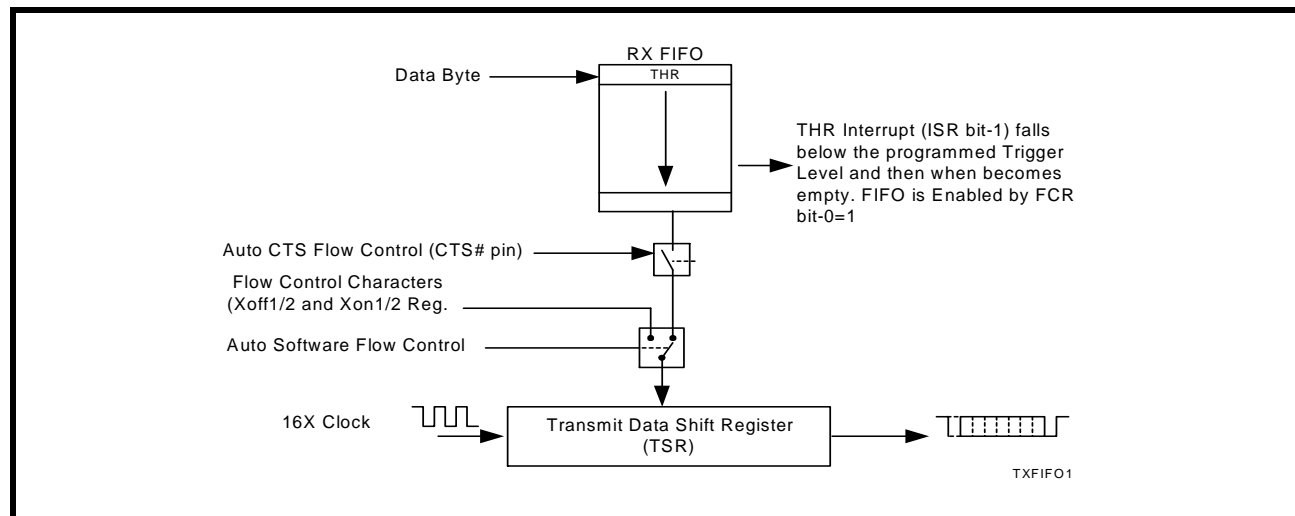 RX FIFO
THR
Data Byte
THR Interrupt (ISR bit-1) falls
below the programmed Trigger
Level and then when becomes
empty. FIFO is Enabled by FCR
bit-0=1
Auto CTS Flow Control (CTS# pin)
Flow Control Characters
(Xoff1/2 and Xon1/2 Reg.
Auto Software Flow Control
16X Clock
Transmit Data Shift Register
(TSR)
TXFIFO1